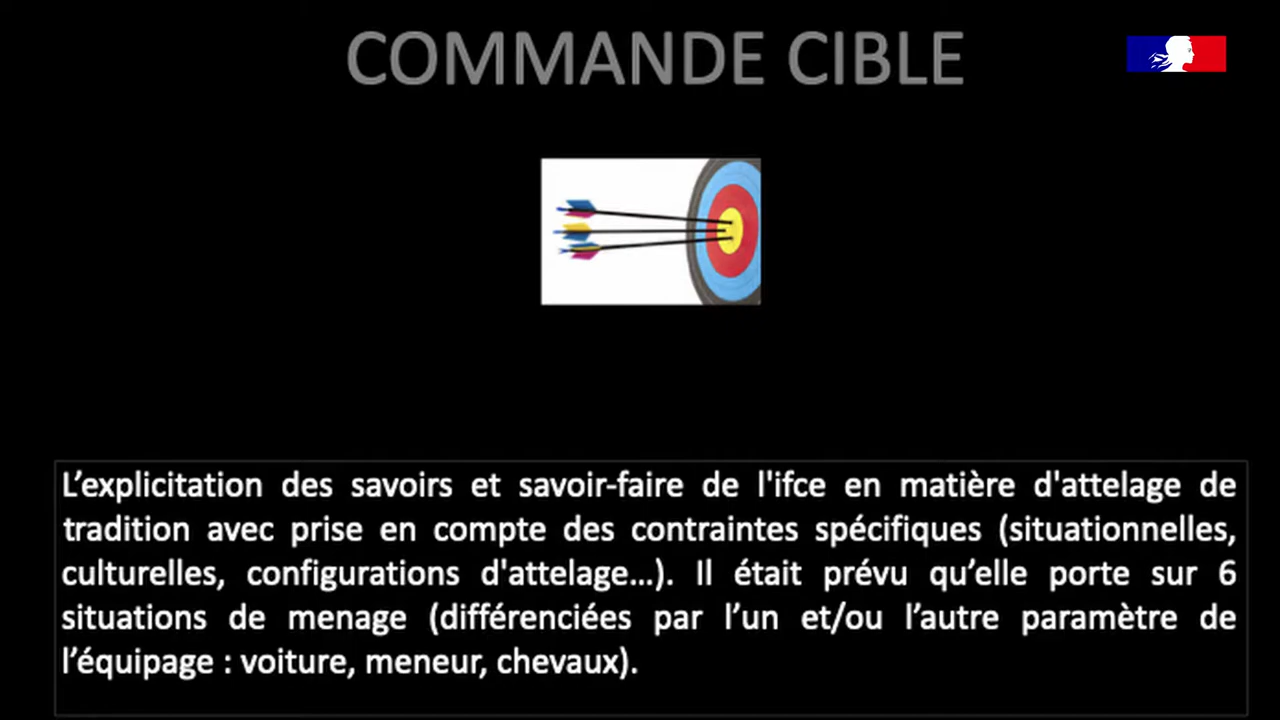 COMMANDE CIBLE
L’explicitation des savoirs et savoir-faire de l'ifce en matière d'attelage de
tradition avec prise en compte des contraintes spécifiques (situationnelles,
culturelles, configurations d'attelage…). Il était prévu qu’elle porte sur 6
situations de menage (différenciées par l’un et/ou l’autre paramètre de
l’équipage : voiture, meneur, chevaux).